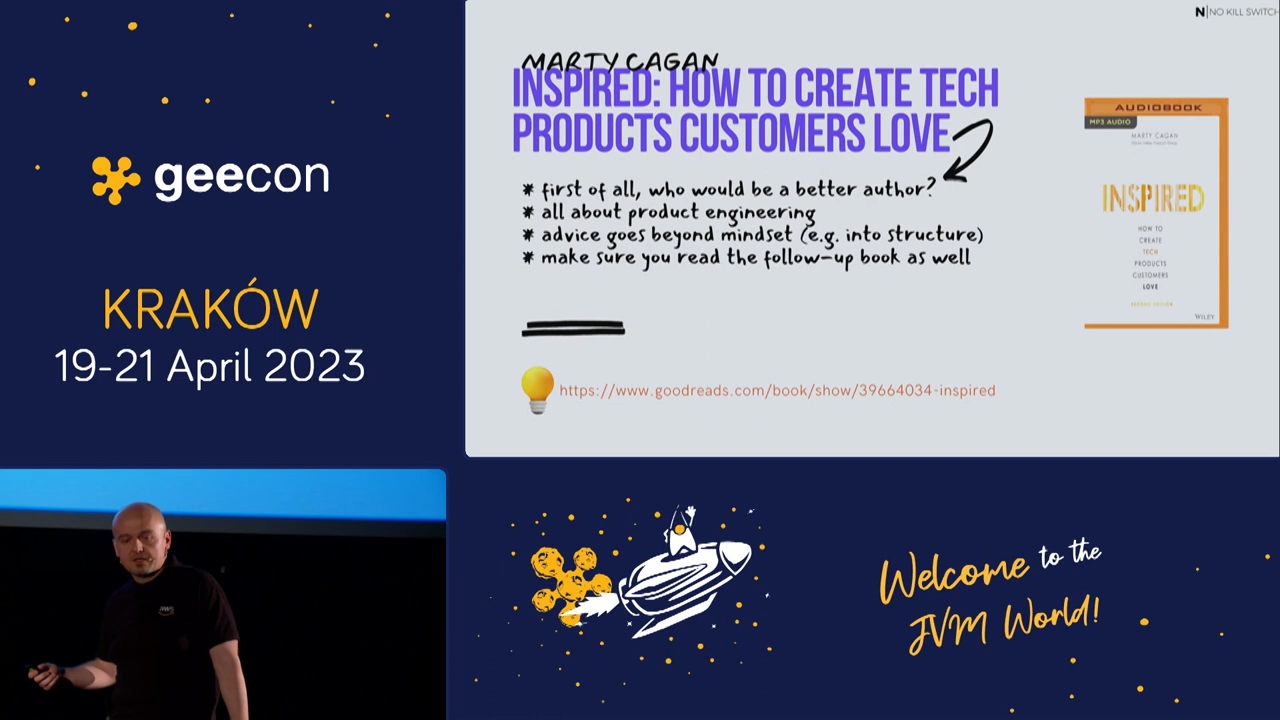 geecon
KRAKÓW
19-21 April 2023
N|NO KILL SWITCH
MARTY CAGAN
INSPIRED: HOW TO CREATE TECH
PRODUCTS CUSTOMERS LOVE
* first of all, who would be a better author?
* all about product engineering
* advice goes beyond mindset (e.g. into structure)
* make sure you read the follow-up book as well
https://www.goodreads.com/book/show/39664034-inspired
AUDIOBOOK
MP3 AUDIO
MARTY CAGAN
INSPIRED
HOW TO
CREATE
TECH
PRODUCTS
CUSTOMERS
LOVE
SECOND EDITION
WILEY
Welcome to the
JVM World!